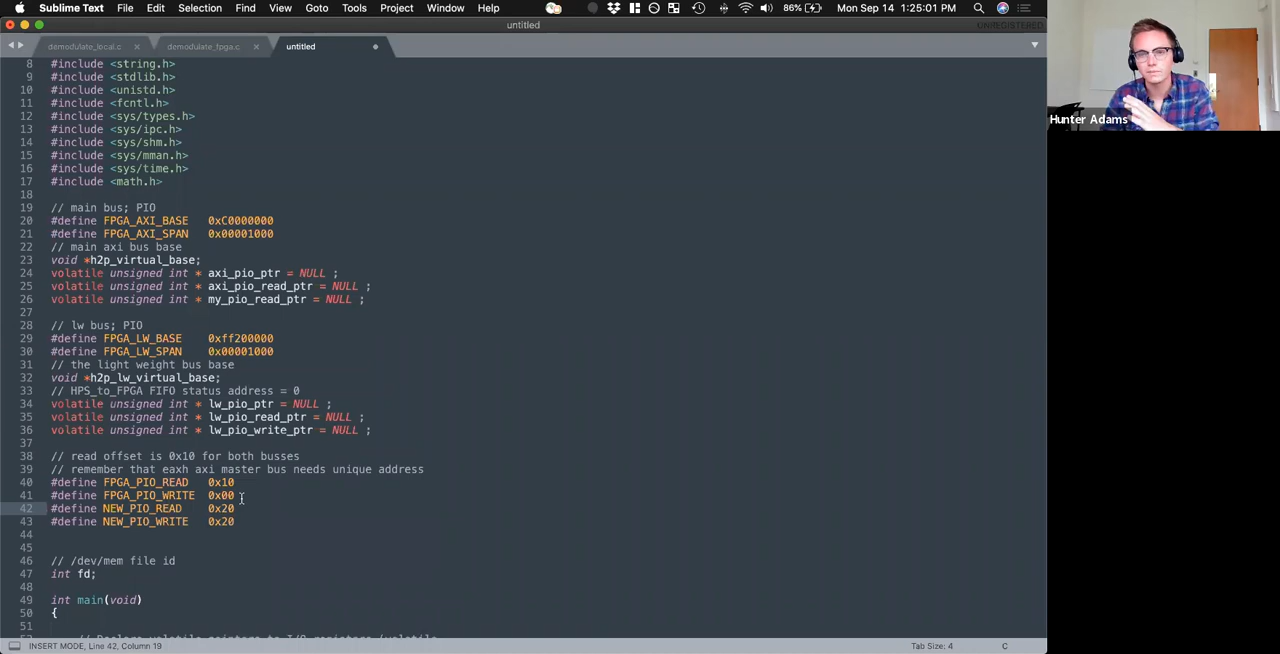 Sublime Text File Edit Selection Find View Goto Tools Project Window Help 86% Mon Sep 14 1:25:01 PM
untitled
UNREGISTERED
demodulate_local.c × demodulate_fpga.c × untitled
8 #include <string.h>
9 #include <stdlib.h>
10 #include <unistd.h>
11 #include <fcntl.h>
12 #include <sys/types.h>
13 #include <sys/ipc.h>
14 #include <sys/shm.h>
15 #include <sys/mman.h>
16 #include <sys/time.h>
17 #include <math.h>
18
19 // main bus; PIO
20 #define FPGA_AXI_BASE 0xC0000000
21 #define FPGA_AXI_SPAN 0x00001000
22 // main axi bus base
23 void *h2p_virtual_base;
24 volatile unsigned int * axi_pio_ptr = NULL ;
25 volatile unsigned int * axi_pio_read_ptr = NULL ;
26 volatile unsigned int * my_pio_read_ptr = NULL ;
27
28 // lw bus; PIO
29 #define FPGA_LW_BASE 0xff200000
30 #define FPGA_LW_SPAN 0x00001000
31 // the light weight bus base
32 void *h2p_lw_virtual_base;
33 // HPS_to_FPGA FIFO status address = 0
34 volatile unsigned int * lw_pio_ptr = NULL ;
35 volatile unsigned int * lw_pio_read_ptr = NULL ;
36 volatile unsigned int * lw_pio_write_ptr = NULL ;
37
38 // read offset is 0x10 for both busses
39 // remember that eaxh axi master bus needs unique address
40 #define FPGA_PIO_READ 0x10
41 #define FPGA_PIO_WRITE 0x00
42 #define NEW_PIO_READ 0x20
43 #define NEW_PIO_WRITE 0x20
44
45
46 // /dev/mem file id
47 int fd;
48
49 int main(void)
50 {
51
52 // Declare volatile pointers to I/O registers (volatile
INSERT MODE, Line 42, Column 19 Tab Size: 4 C
Hunter Adams